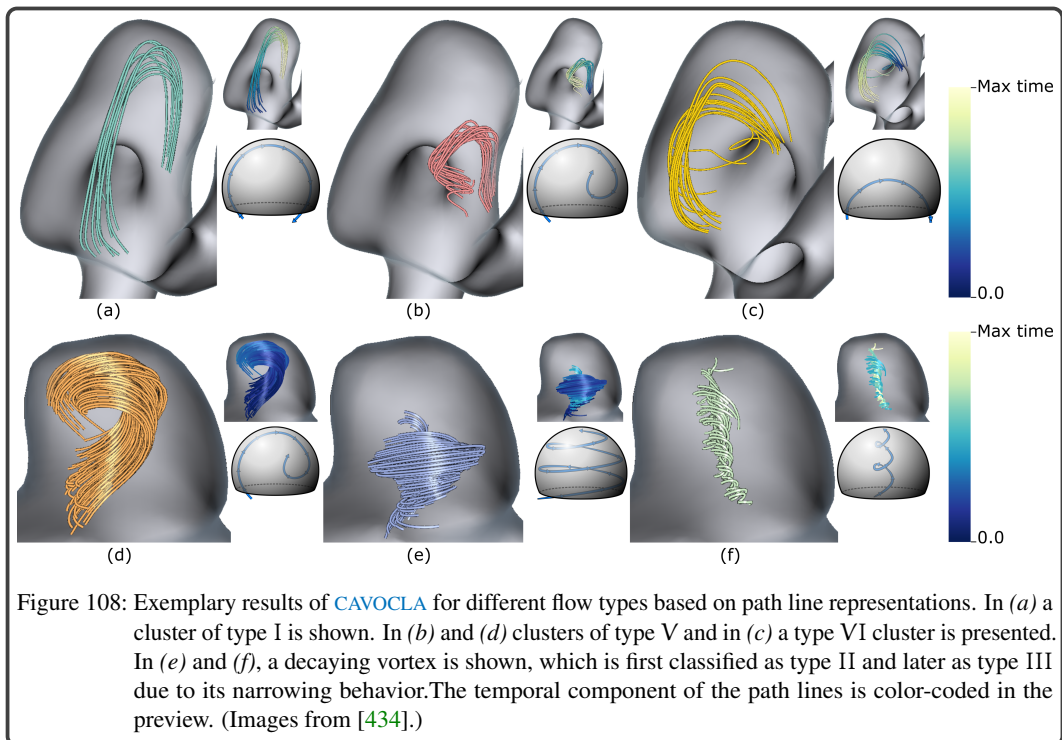 Max time
0.0
(a)
(b)
(c)
Max time
0.0
(d)
(e)
(f)
Figure 108: Exemplary results of CAVOCLA for different flow types based on path line representations. In (a) a
cluster of type I is shown. In (b) and (d) clusters of type V and in (c) a type VI cluster is presented.
In (e) and (f), a decaying vortex is shown, which is first classified as type II and later as type III
due to its narrowing behavior.The temporal component of the path lines is color-coded in the
preview. (Images from [434].)